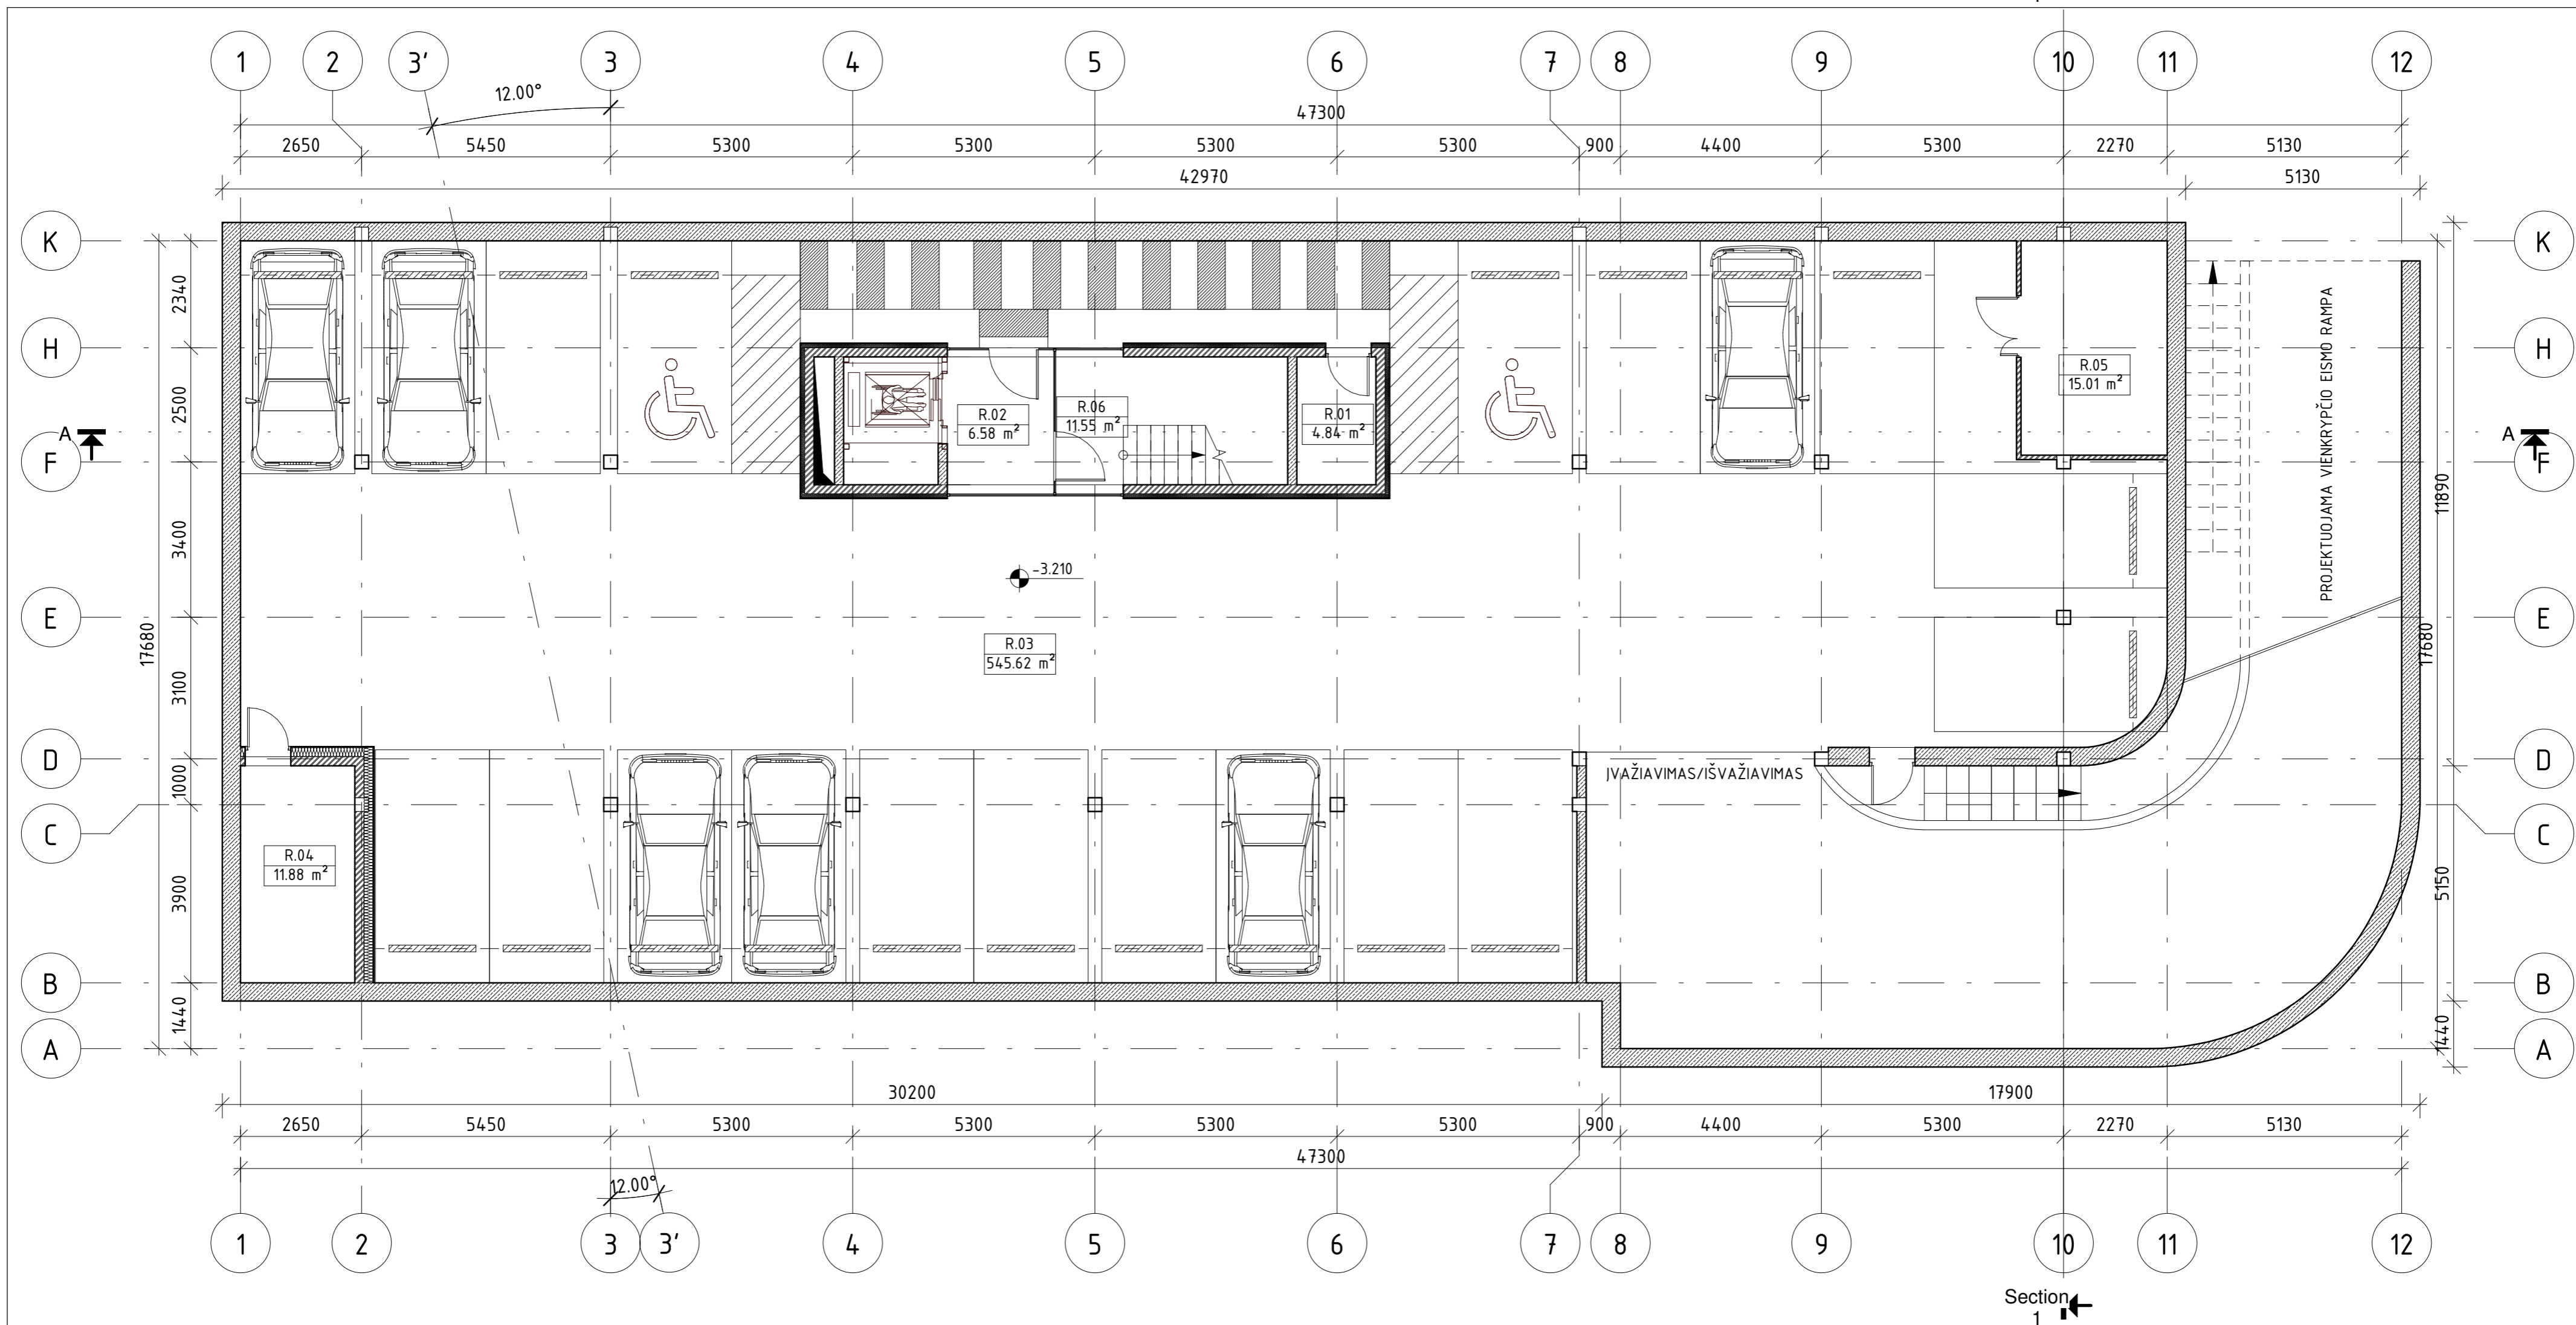 1 2 3' 3 4 5 6 7 8 9 10 11 12
12.00°
47300
2650 5450 5300 5300 5300 5300 900 4400 5300 2270 5130
42970 5130
K K
2340
H H
2500
A A
F F
3400
11890
E E
17680 17680
3100
D D
1000
C C
3900
5150
B B
1440 1440
A A
PROJEKTUOJAMA VIENKRYPČIO EISMO RAMPA
R.05
15.01 m²
R.02
6.58 m²
R.06
11.55 m²
R.01
4.84 m²
-3.210
R.03
545.62 m²
ĮVAŽIAVIMAS/IŠVAŽIAVIMAS
R.04
11.88 m²
30200 17900
2650 5450 5300 5300 5300 5300 900 4400 5300 2270 5130
47300
12.00°
1 2 3 3' 4 5 6 7 8 9 10 11 12
Section
1